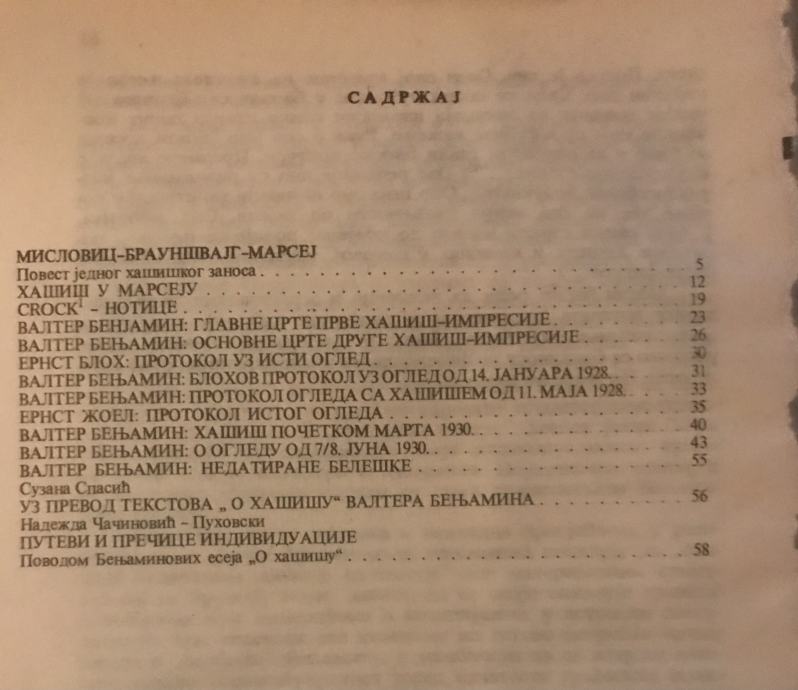 САДРЖАЈ
МИСЛОВИЦ–БРАУНШВАЈГ–МАРСЕЈ
Повест једног хашишког заноса . . . . . . . . . . . . . . . . . . . . . . . . . . . . . . 5
ХАШИШ У МАРСЕЈУ . . . . . . . . . . . . . . . . . . . . . . . . . . . . . . . . . . 12
CROCK¹ – НОТИЦЕ . . . . . . . . . . . . . . . . . . . . . . . . . . . . . . . . . . . 19
ВАЛТЕР БЕНЈАМИН: ГЛАВНЕ ЦРТЕ ПРВЕ ХАШИШ–ИМПРЕСИЈЕ . . . . . . . . . . 23
ВАЛТЕР БЕЊАМИН: ОСНОВНЕ ЦРТЕ ДРУГЕ ХАШИШ–ИМПРЕСИЈЕ . . . . . . . . 26
ЕРНСТ БЛОХ: ПРОТОКОЛ УЗ ИСТИ ОГЛЕД . . . . . . . . . . . . . . . . . . . . . . . 30
ВАЛТЕР БЕЊАМИН: БЛОХОВ ПРОТОКОЛ УЗ ОГЛЕД ОД 14. ЈАНУАРА 1928. . . . . . . 31
ВАЛТЕР БЕЊАМИН: ПРОТОКОЛ ОГЛЕДА СА ХАШИШЕМ ОД 11. МАЈА 1928. . . . . 33
ЕРНСТ ЖОЕЛ: ПРОТОКОЛ ИСТОГ ОГЛЕДА . . . . . . . . . . . . . . . . . . . . . . . 35
ВАЛТЕР БЕЊАМИН: ХАШИШ ПОЧЕТКОМ МАРТА 1930. . . . . . . . . . . . . . . . . 40
ВАЛТЕР БЕЊАМИН: О ОГЛЕДУ ОД 7/8. ЈУНА 1930. . . . . . . . . . . . . . . . . . . . 43
ВАЛТЕР БЕЊАМИН: НЕДАТИРАНЕ БЕЛЕШКЕ . . . . . . . . . . . . . . . . . . . . . 55
Сузана Спасић
УЗ ПРЕВОД ТЕКСТОВА „ О ХАШИШУ“ ВАЛТЕРА БЕЊАМИНА . . . . . . . . . . . . 56
Надежда Чачиновић – Пуховски
ПУТЕВИ И ПРЕЧИЦЕ ИНДИВИДУАЦИЈЕ
Поводом Бењаминових есеја „О хашишу“ . . . . . . . . . . . . . . . . . . . . . . . . . 58